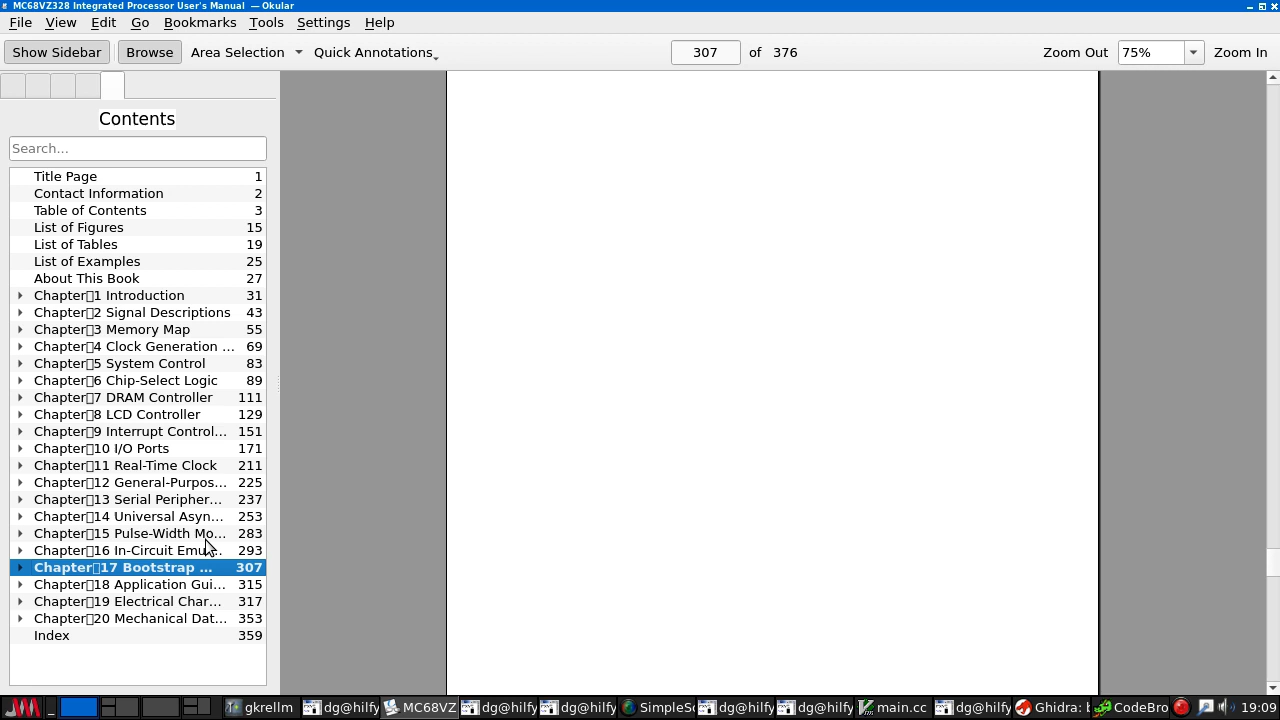 MC68VZ328 Integrated Processor User's Manual — Okular
File View Edit Go Bookmarks Tools Settings Help
Show Sidebar Browse Area Selection Quick Annotations 307 of 376 Zoom Out 75% Zoom In
Contents
Search...
Title Page 1
Contact Information 2
Table of Contents 3
List of Figures 15
List of Tables 19
List of Examples 25
About This Book 27
Chapter 1 Introduction 31
Chapter 2 Signal Descriptions 43
Chapter 3 Memory Map 55
Chapter 4 Clock Generation ... 69
Chapter 5 System Control 83
Chapter 6 Chip-Select Logic 89
Chapter 7 DRAM Controller 111
Chapter 8 LCD Controller 129
Chapter 9 Interrupt Control... 151
Chapter 10 I/O Ports 171
Chapter 11 Real-Time Clock 211
Chapter 12 General-Purpos... 225
Chapter 13 Serial Peripher... 237
Chapter 14 Universal Asyn... 253
Chapter 15 Pulse-Width Mo... 283
Chapter 16 In-Circuit Emu... 293
Chapter 17 Bootstrap ... 307
Chapter 18 Application Gui... 315
Chapter 19 Electrical Char... 317
Chapter 20 Mechanical Dat... 353
Index 359
gkrellm dg@hilfy MC68VZ dg@hilfy dg@hilfy SimpleSc dg@hilfy dg@hilfy main.cc dg@hilfy Ghidra: b CodeBro 19:09